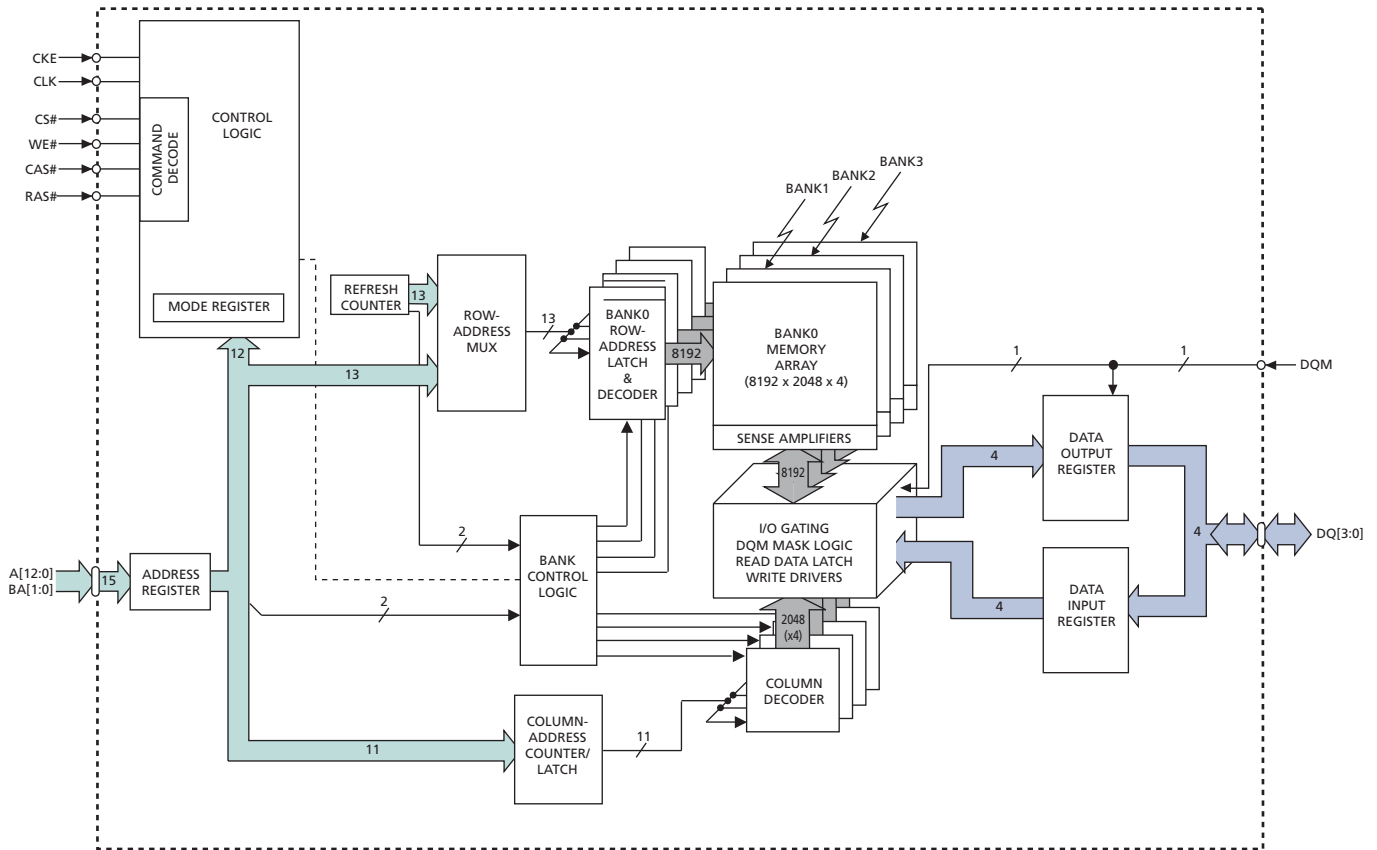 CKE
CLK
CS#
WE#
CAS#
RAS#
COMMAND
DECODE
CONTROL
LOGIC
MODE REGISTER
12
REFRESH
COUNTER
13
13
ROW-
ADDRESS
MUX
13
BANK0
ROW-
ADDRESS
LATCH
&
DECODER
8192
BANK1
BANK2
BANK3
BANK0
MEMORY
ARRAY
(8192 x 2048 x 4)
SENSE AMPLIFIERS
8192
I/O GATING
DQM MASK LOGIC
READ DATA LATCH
WRITE DRIVERS
2048
(x4)
COLUMN
DECODER
1
1
DQM
DATA
OUTPUT
REGISTER
4
4
DQ[3:0]
DATA
INPUT
REGISTER
4
A[12:0]
BA[1:0]
15
ADDRESS
REGISTER
2
2
BANK
CONTROL
LOGIC
11
COLUMN-
ADDRESS
COUNTER/
LATCH
11